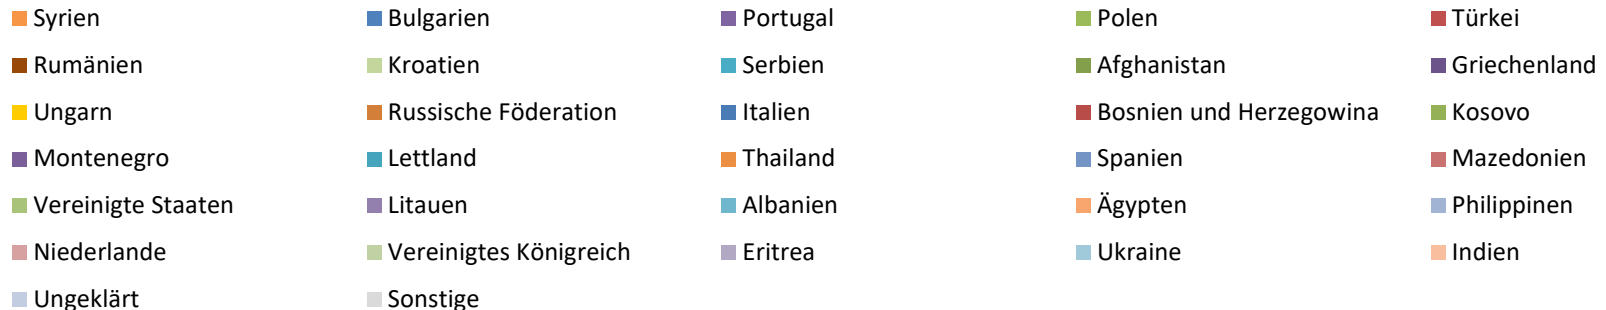 Syrien Bulgarien Portugal Polen Türkei
Rumänien Kroatien Serbien Afghanistan Griechenland
Ungarn Russische Föderation Italien Bosnien und Herzegowina Kosovo
Montenegro Lettland Thailand Spanien Mazedonien
Vereinigte Staaten Litauen Albanien Ägypten Philippinen
Niederlande Vereinigtes Königreich Eritrea Ukraine Indien
Ungeklärt Sonstige